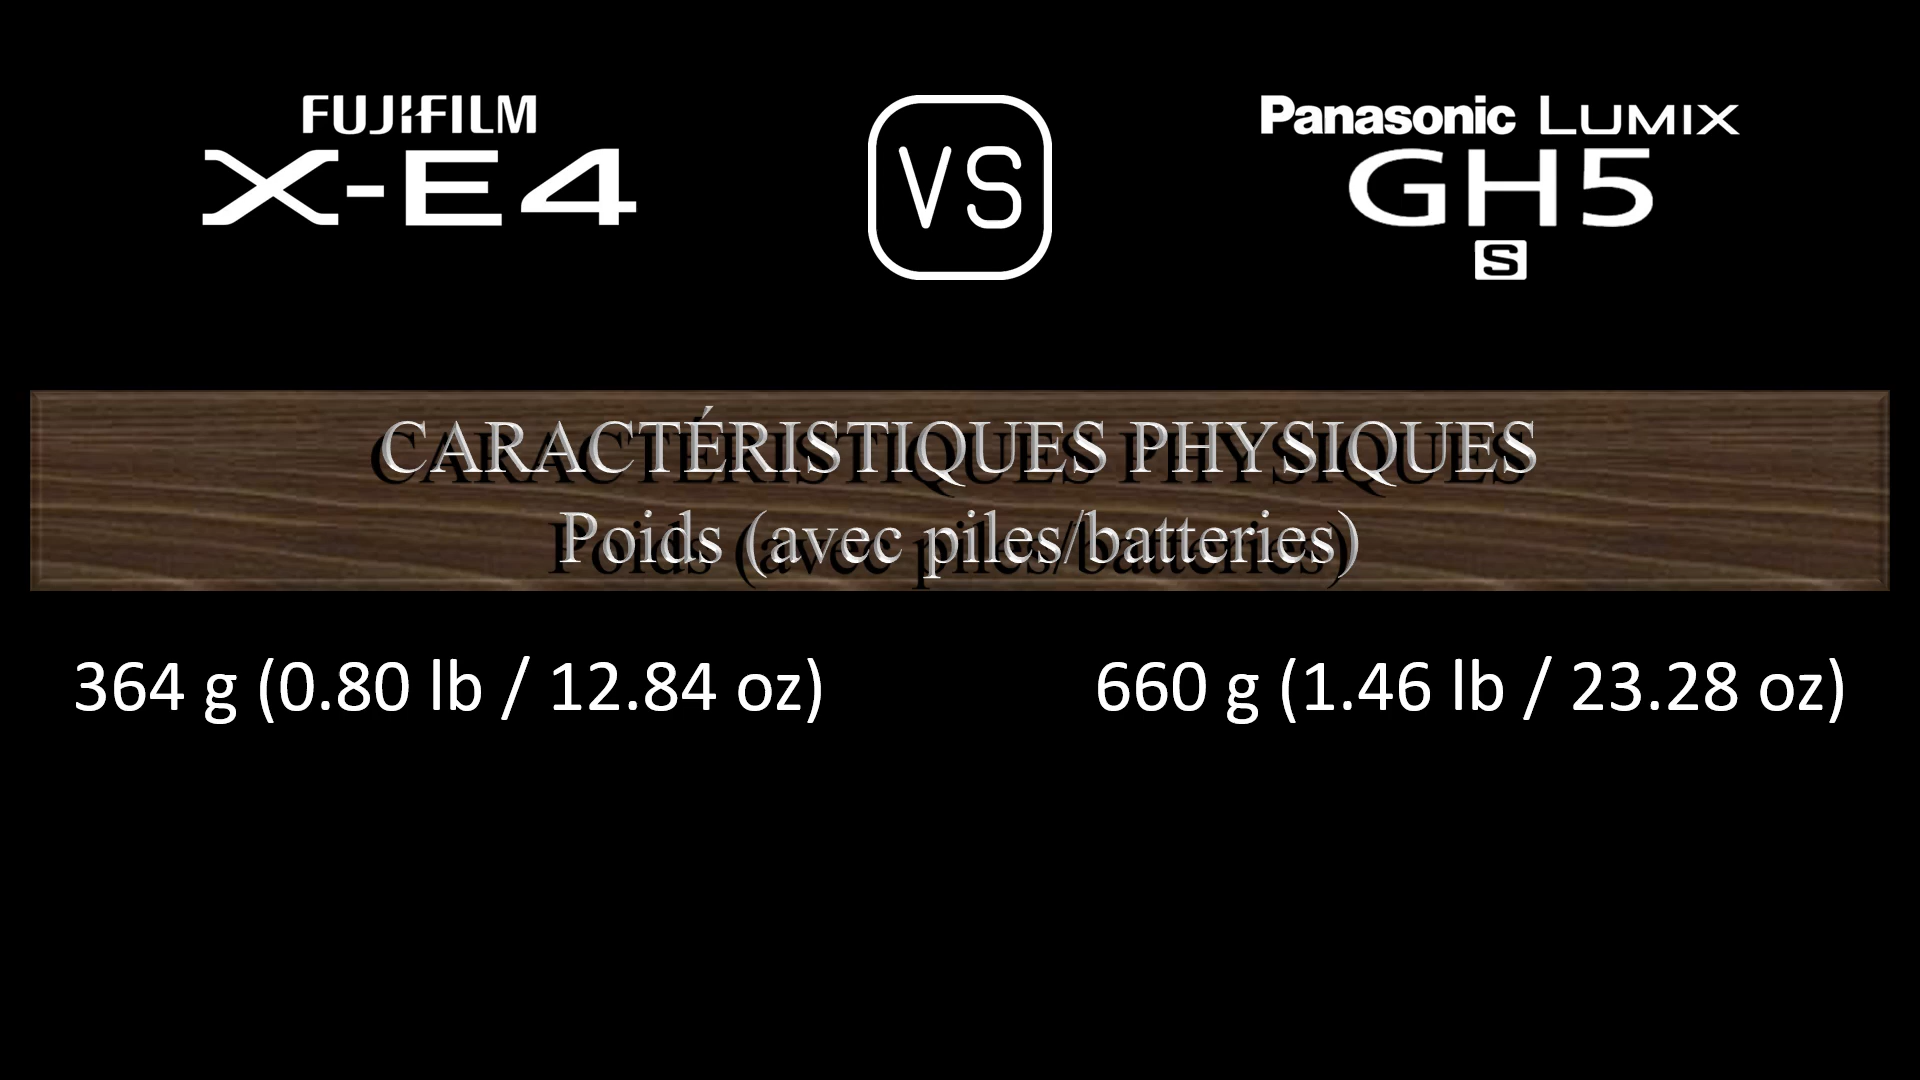 FUJIFILM
X-E4
VS
Panasonic LUMIX
GH5
S
CARACTÉRISTIQUES PHYSIQUES
Poids (avec piles/batteries)
364 g (0.80 lb / 12.84 oz)
660 g (1.46 lb / 23.28 oz)